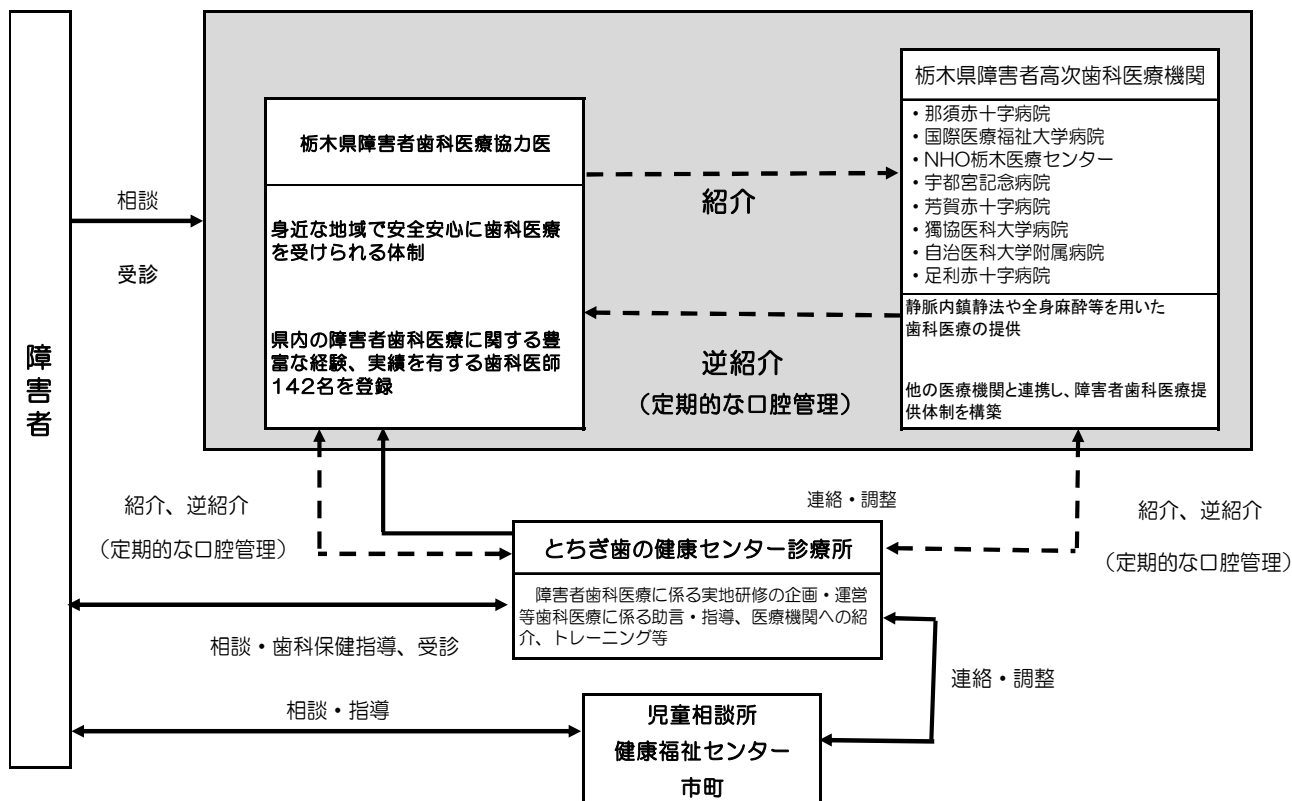 障害者
相談
受診
栃木県障害者歯科医療協力医
身近な地域で安全安心に歯科医療
を受けられる体制
県内の障害者歯科医療に関する豊
富な経験、実績を有する歯科医師
142名を登録
紹介
逆紹介
（定期的な口腔管理）
栃木県障害者高次歯科医療機関
・那須赤十字病院
・国際医療福祉大学病院
・NHO栃木医療センター
・宇都宮記念病院
・芳賀赤十字病院
・獨協医科大学病院
・自治医科大学附属病院
・足利赤十字病院
静脈内鎮静法や全身麻酔等を用いた
歯科医療の提供
他の医療機関と連携し、障害者歯科医療提
供体制を構築
紹介、逆紹介
（定期的な口腔管理）
連絡・調整
紹介、逆紹介
（定期的な口腔管理）
とちぎ歯の健康センター診療所
障害者歯科医療に係る実地研修の企画・運営
等歯科医療に係る助言・指導、医療機関への紹
介、トレーニング等
相談・歯科保健指導、受診
連絡・調整
相談・指導
児童相談所
健康福祉センター
市町